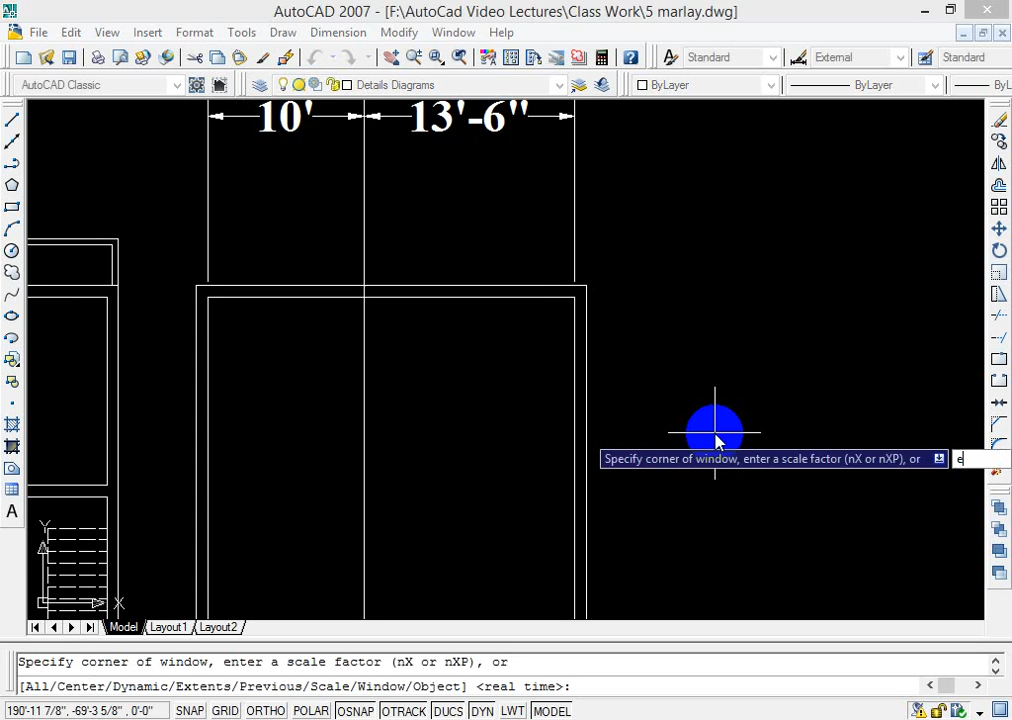 AutoCAD 2007 - [F:\AutoCad Video Lectures\Class Work\5 marlay.dwg]
File Edit View Insert Format Tools Draw Dimension Modify Window Help
Standard External Standard
AutoCAD Classic Details Diagrams ByLayer ByLayer ByL
10' 13'-6"
Specify corner of window, enter a scale factor (nX or nXP), or e
Y
X
A
Model Layout1 Layout2
Specify corner of window, enter a scale factor (nX or nXP), or
[All/Center/Dynamic/Extents/Previous/Scale/Window/Object] <real time>:
190'-11 7/8", -69'-3 5/8" , 0'-0" SNAP GRID ORTHO POLAR OSNAP OTRACK DUCS DYN LWT MODEL